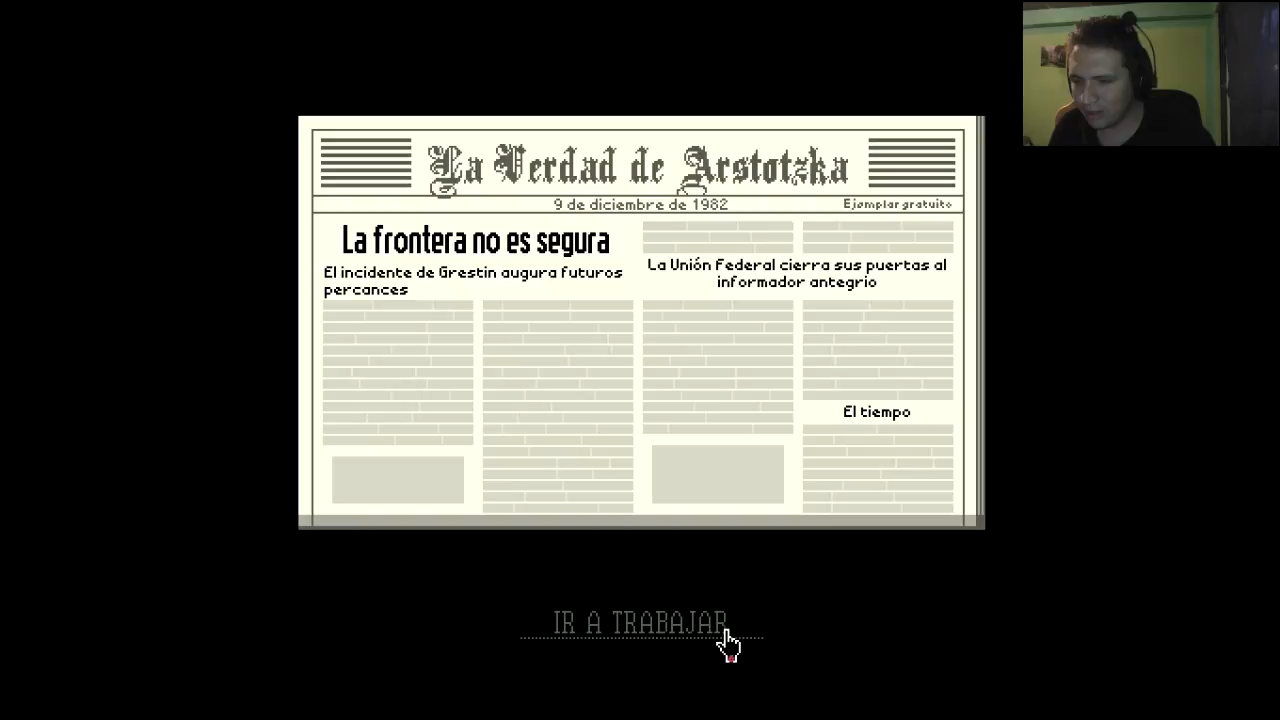 La Verdad de Arstotzka
9 de diciembre de 1982
Ejemplar gratuito
La frontera no es segura
El incidente de Grestin augura futuros
percances
La Unión Federal cierra sus puertas al
informador antegrio
El tiempo
IR A TRABAJAR